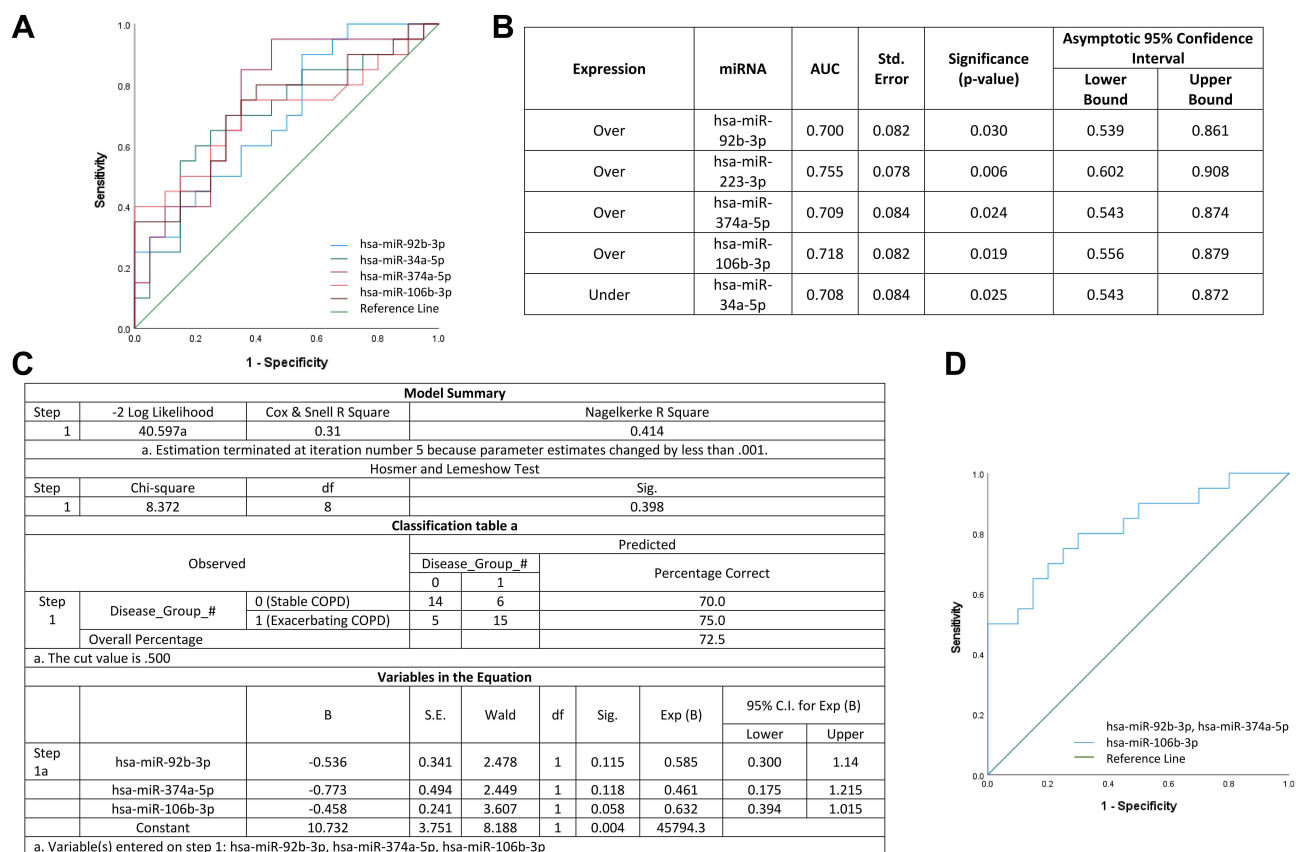 A
1.0
0.8
0.6
0.4
0.2
0.0
Sensitivity
hsa-miR-92b-3p
hsa-miR-34a-5p
hsa-miR-374a-5p
hsa-miR-106b-3p
Reference Line
0.0 0.2 0.4 0.6 0.8 1.0
1 - Specificity
B
Expression miRNA AUC Std. Error Significance (p-value) Asymptotic 95% Confidence Interval
Lower Bound Upper Bound
Over hsa-miR-92b-3p 0.700 0.082 0.030 0.539 0.861
Over hsa-miR-223-3p 0.755 0.078 0.006 0.602 0.908
Over hsa-miR-374a-5p 0.709 0.084 0.024 0.543 0.874
Over hsa-miR-106b-3p 0.718 0.082 0.019 0.556 0.879
Under hsa-miR-34a-5p 0.708 0.084 0.025 0.543 0.872
C
Model Summary
Step -2 Log Likelihood Cox & Snell R Square Nagelkerke R Square
1 40.597a 0.31 0.414
a. Estimation terminated at iteration number 5 because parameter estimates changed by less than .001.
Hosmer and Lemeshow Test
Step Chi-square df Sig.
1 8.372 8 0.398
Classification table a
Observed Predicted
Disease_Group_# Percentage Correct
0 1
Step 1 Disease_Group_# 0 (Stable COPD) 14 6 70.0
1 (Exacerbating COPD) 5 15 75.0
Overall Percentage 72.5
a. The cut value is .500
Variables in the Equation
B S.E. Wald df Sig. Exp (B) 95% C.I. for Exp (B)
Lower Upper
Step 1a hsa-miR-92b-3p -0.536 0.341 2.478 1 0.115 0.585 0.300 1.14
hsa-miR-374a-5p -0.773 0.494 2.449 1 0.118 0.461 0.175 1.215
hsa-miR-106b-3p -0.458 0.241 3.607 1 0.058 0.632 0.394 1.015
Constant 10.732 3.751 8.188 1 0.004 45794.3
a. Variable(s) entered on step 1: hsa-miR-92b-3p, hsa-miR-374a-5p, hsa-miR-106b-3p
D
1.0
0.8
0.6
0.4
0.2
0.0
Sensitivity
hsa-miR-92b-3p, hsa-miR-374a-5p
hsa-miR-106b-3p
Reference Line
0.0 0.2 0.4 0.6 0.8 1.0
1 - Specificity